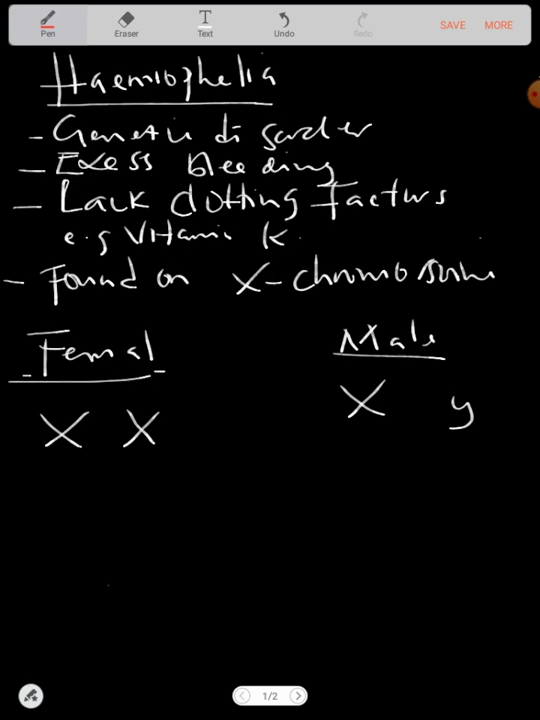 Pen Eraser Text Undo Redo SAVE MORE
Haemophelia
- Genetic disorder
- Exess bleeding
- Lack clotting Factors
e.g Vitamin K.
- Found on X-chromosome
Femal Male
X X X y
1/2